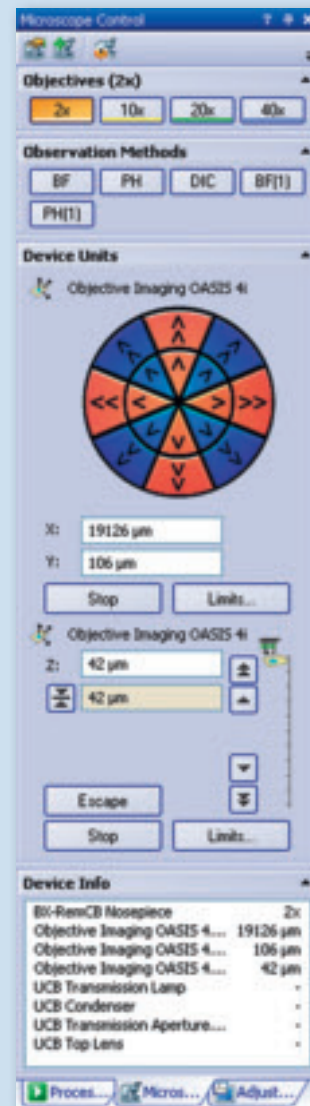 Microscope Control ?
Objectives (2x)
2x 10x 20x 40x
Observation Methods
BF PH DIC BF(1)
PH(1)
Device Units
Objective Imaging OASIS 4i
<< < > >>
X: 19126 µm
Y: 106 µm
Stop Limits...
Objective Imaging OASIS 4i
Z: 42 µm
42 µm
Escape
Stop Limits...
Device Info
BX-RemCB Nosepiece 2x
Objective Imaging OASIS 4.... 19126 µm
Objective Imaging OASIS 4.... 106 µm
Objective Imaging OASIS 4.... 42 µm
UCB Transmission Lamp -
UCB Condenser -
UCB Transmission Aperture.... -
UCB Top Lens -
Proces... Micros... Adjust...